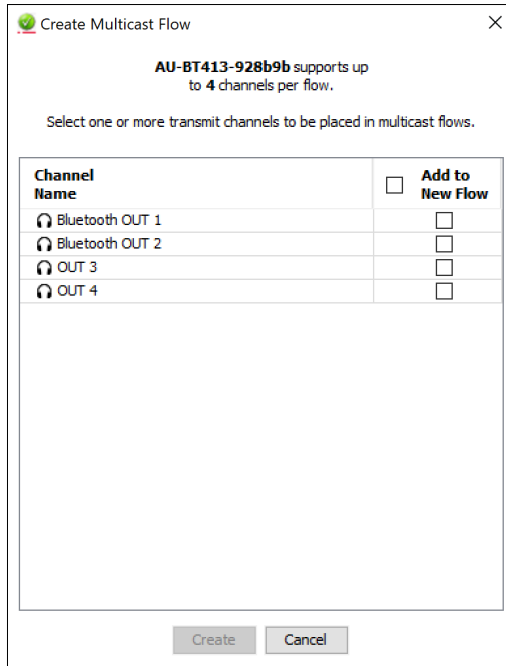 Create Multicast Flow
AU-BT413-928b9b supports up
to 4 channels per flow.
Select one or more transmit channels to be placed in multicast flows.
Channel
Name
Add to
New Flow
Bluetooth OUT 1
Bluetooth OUT 2
OUT 3
OUT 4
Create
Cancel